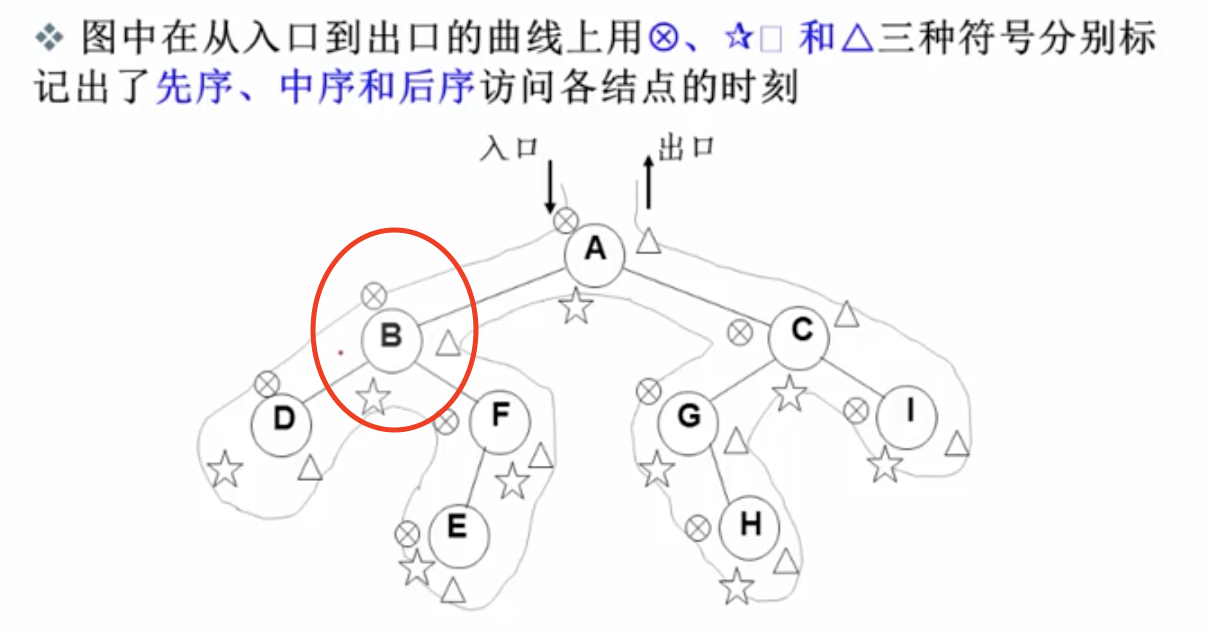 ❖ 图中在从入口到出口的曲线上用⊗、☆□ 和△三种符号分别标
记出了先序、中序和后序访问各结点的时刻
入口 出口
A
B
C
D
F
G
I
E
H